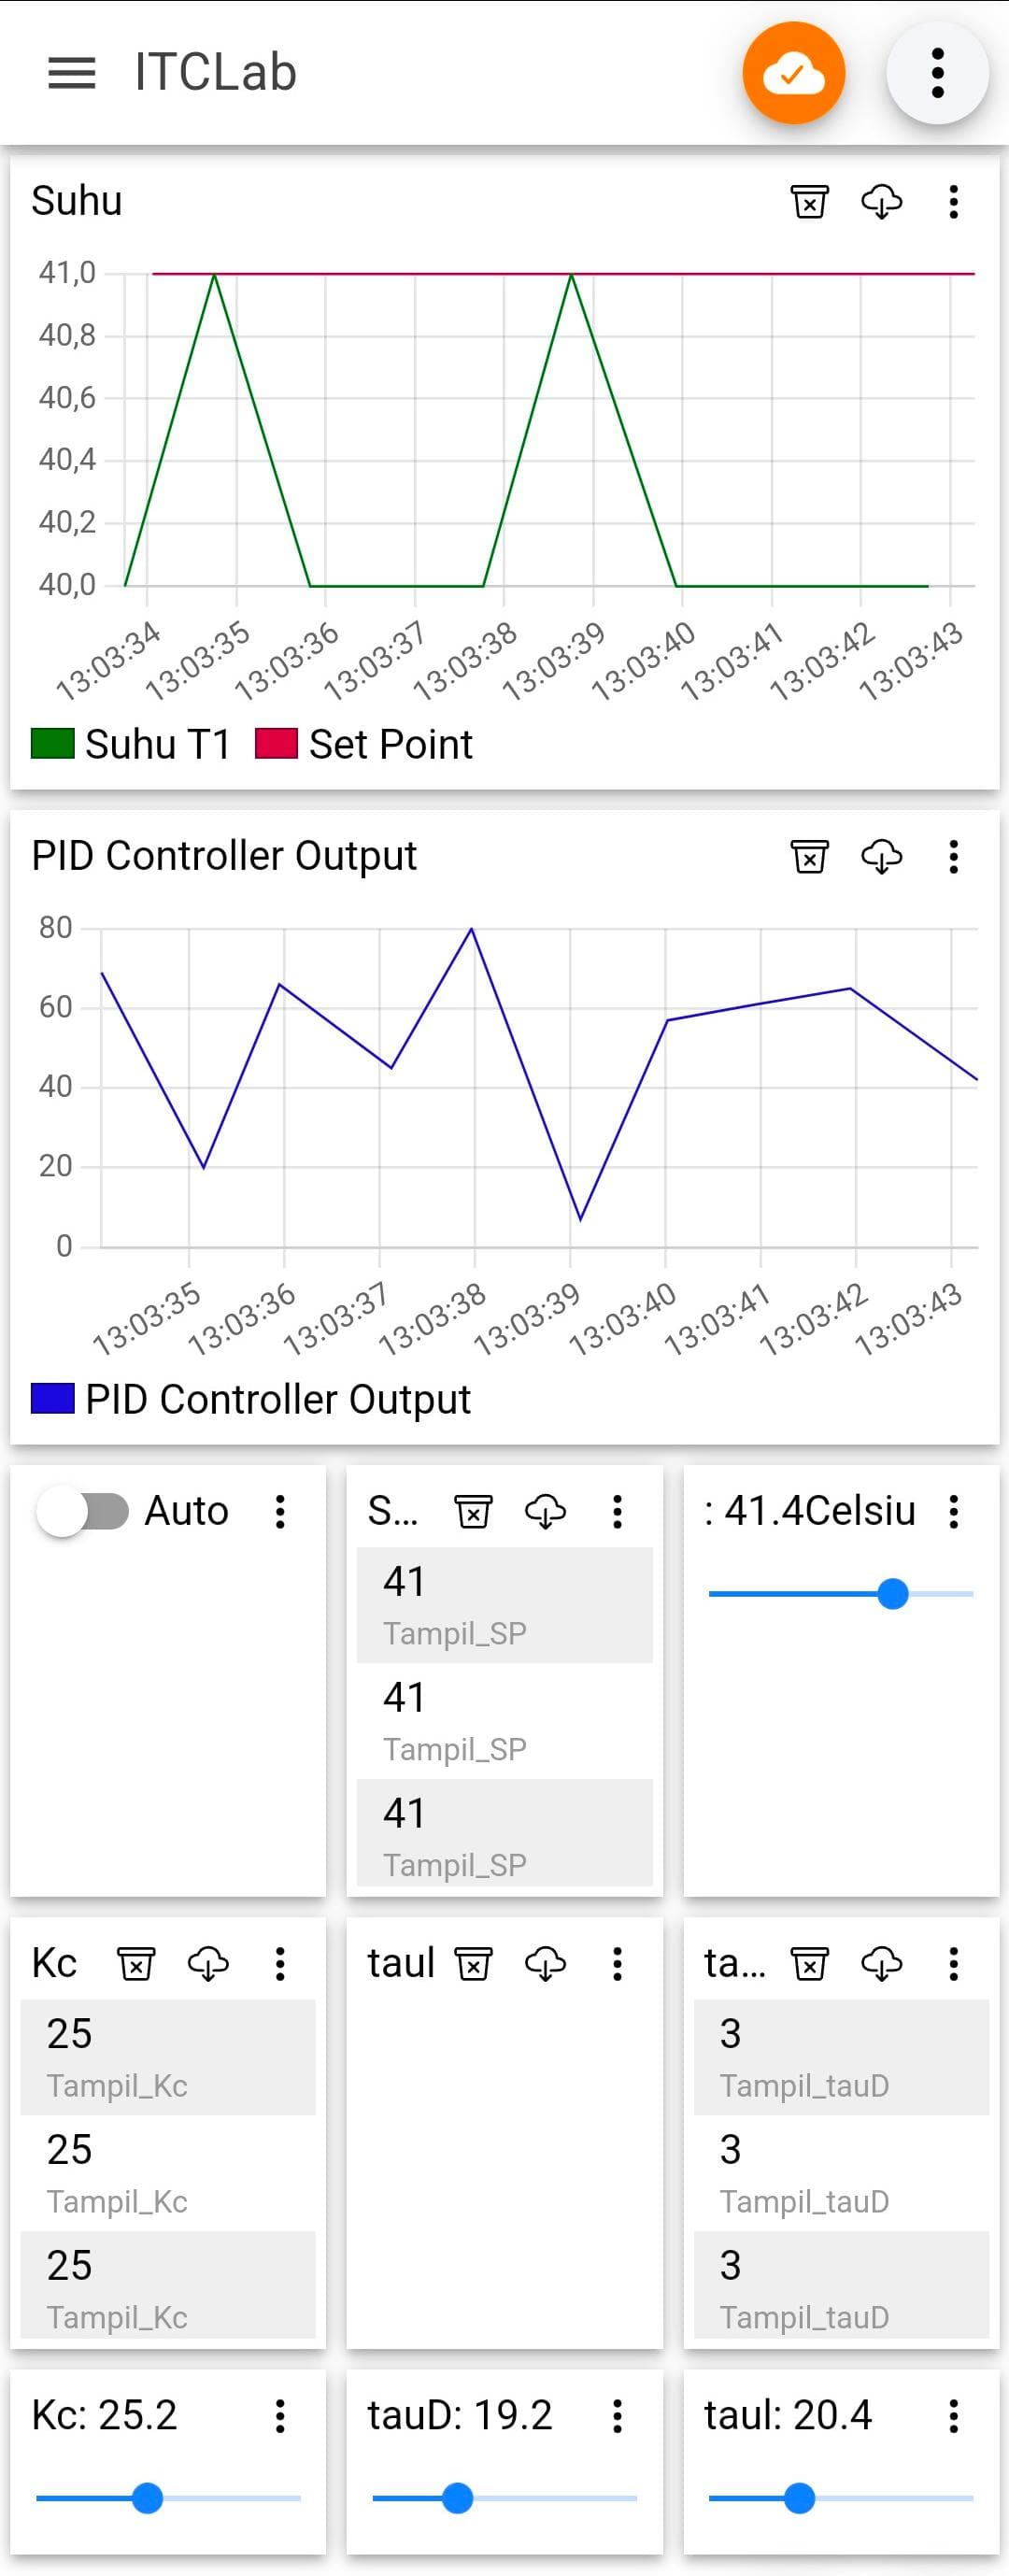 ITCLab
Suhu
41,0
40,8
40,6
40,4
40,2
40,0
13:03:34
13:03:35
13:03:36
13:03:37
13:03:38
13:03:39
13:03:40
13:03:41
13:03:42
13:03:43
Suhu T1 Set Point
PID Controller Output
80
60
40
20
0
13:03:35
13:03:36
13:03:37
13:03:38
13:03:39
13:03:40
13:03:41
13:03:42
13:03:43
PID Controller Output
Auto
S...
41
Tampil_SP
41
Tampil_SP
41
Tampil_SP
: 41.4Celsiu
Kc
25
Tampil_Kc
25
Tampil_Kc
25
Tampil_Kc
tauI
ta...
3
Tampil_tauD
3
Tampil_tauD
3
Tampil_tauD
Kc: 25.2
tauD: 19.2
tauI: 20.4